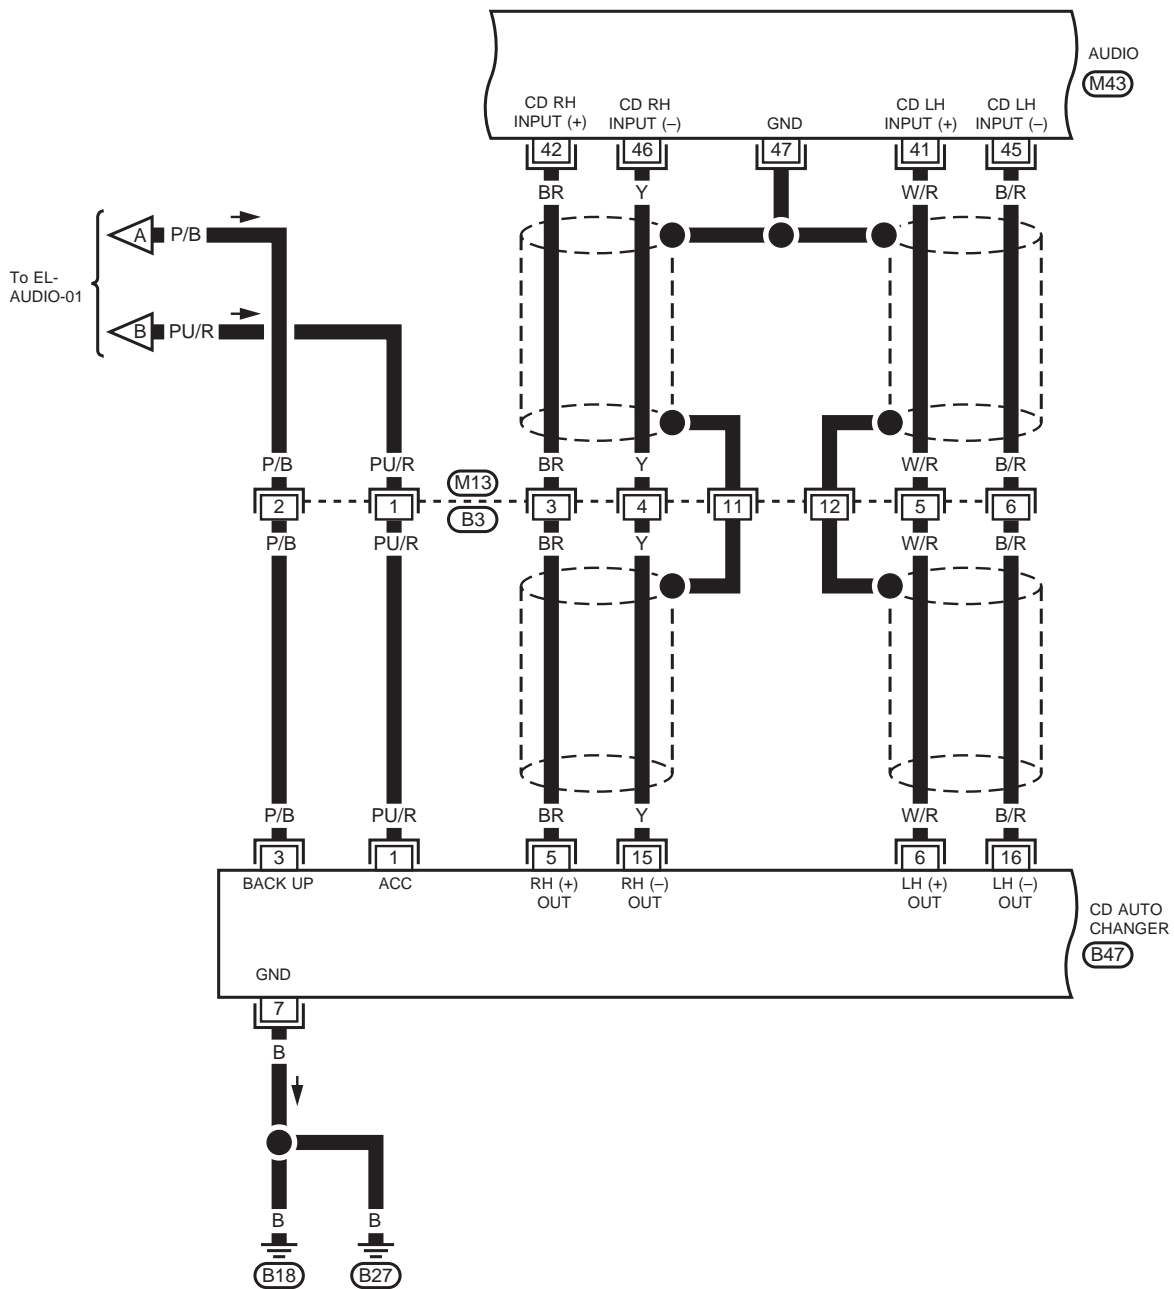 AUDIO
M43
CD RH INPUT (+)
CD RH INPUT (–)
GND
CD LH INPUT (+)
CD LH INPUT (–)
42
46
47
41
45
BR
Y
W/R
B/R
To EL-
AUDIO-01
A
P/B
B
PU/R
P/B
PU/R
BR
Y
W/R
B/R
M13
B3
2
1
3
4
11
12
5
6
P/B
PU/R
BR
Y
W/R
B/R
P/B
PU/R
BR
Y
W/R
B/R
3
1
5
15
6
16
BACK UP
ACC
RH (+) OUT
RH (–) OUT
LH (+) OUT
LH (–) OUT
CD AUTO
CHANGER
B47
GND
7
B
B
B
B18
B27